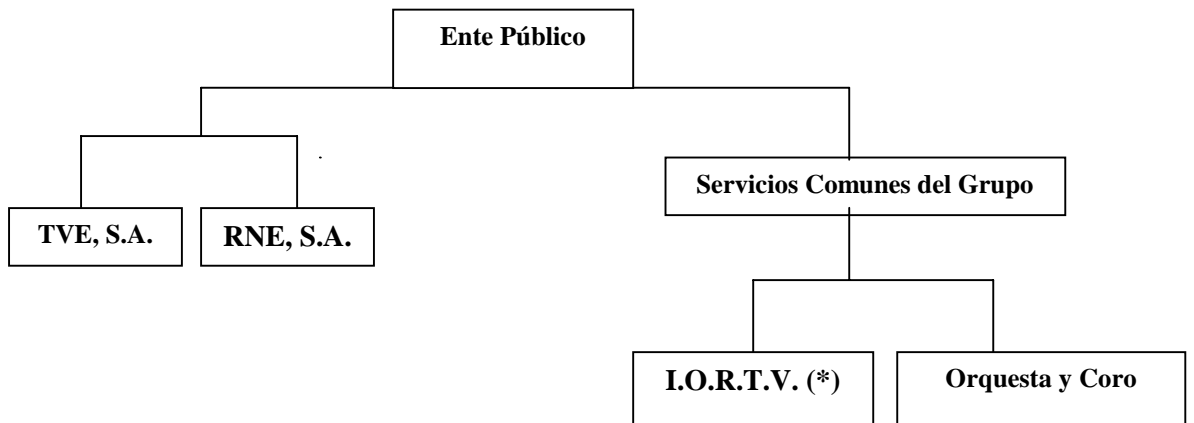 Ente Público
Servicios Comunes del Grupo
TVE, S.A.
RNE, S.A.
I.O.R.T.V. (*)
Orquesta y Coro